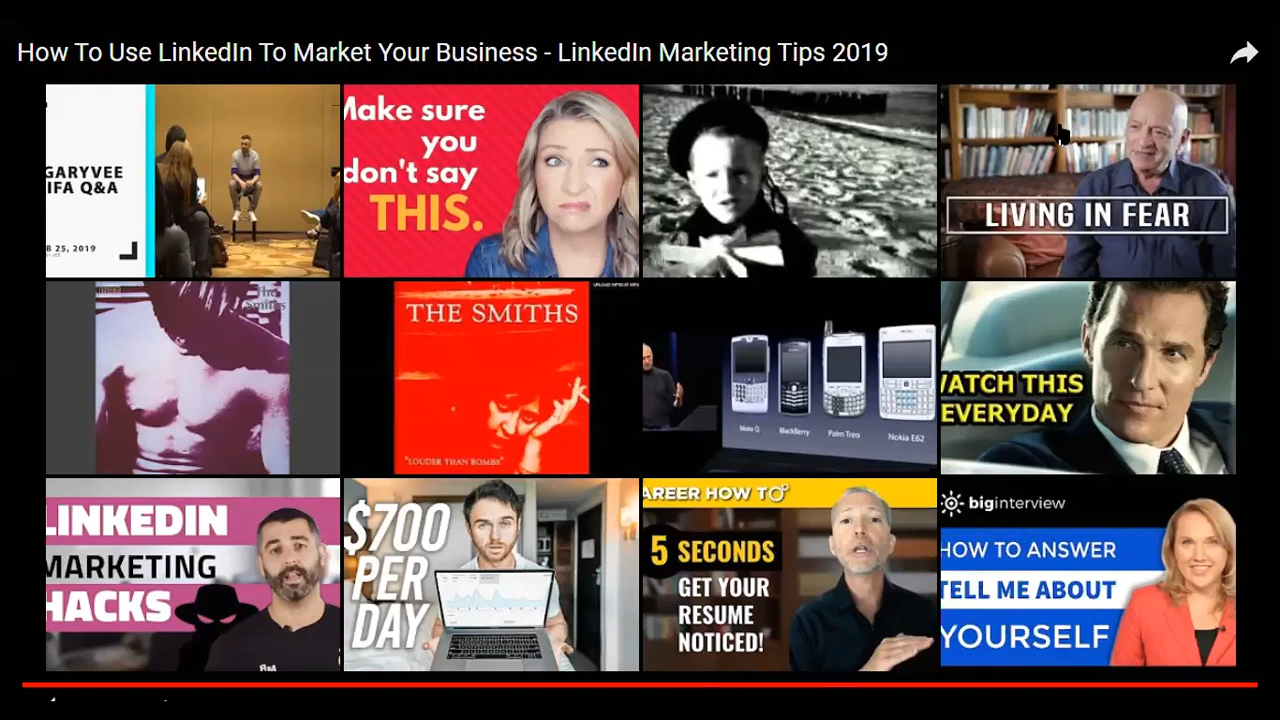 How To Use LinkedIn To Market Your Business - LinkedIn Marketing Tips 2019
GARYVEE
IFA Q&A
25, 2019
Make sure
you
don't say
THIS.
LIVING IN FEAR
The
Smiths
THE SMITHS
"LOUDER THAN BOMBS"
Moto Q
BlackBerry
Palm Treo
Nokia E62
WATCH THIS
EVERYDAY
LINKEDIN
MARKETING
HACKS
$700
PER
DAY
AREER HOW TO
5 SECONDS
GET YOUR
RESUME
NOTICED!
biginterview
HOW TO ANSWER
TELL ME ABOUT
YOURSELF